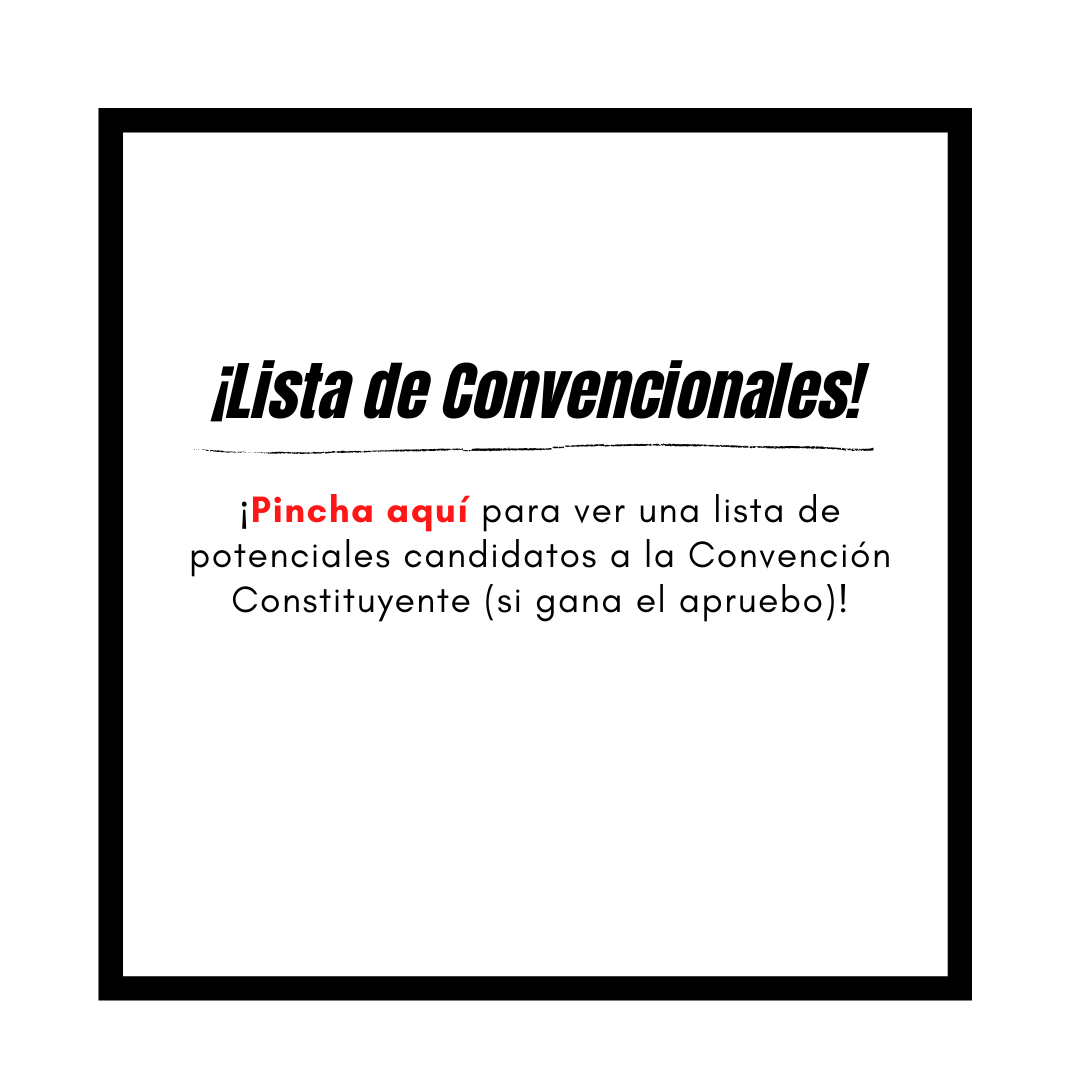 ¡Lista de Convencionales!
¡Pincha aquí para ver una lista de
potenciales candidatos a la Convención
Constituyente (si gana el apruebo)!